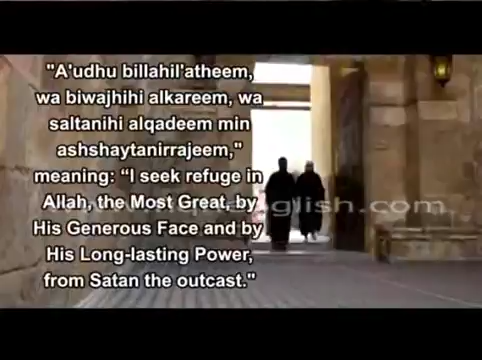 "A'udhu billahil'atheem,
wa biwajhihi alkareem, wa
saltanihi alqadeem min
ashshaytanirrajeem,"
meaning: “I seek refuge in
Allah, the Most Great, by
His Generous Face and by
His Long-lasting Power,
from Satan the outcast."